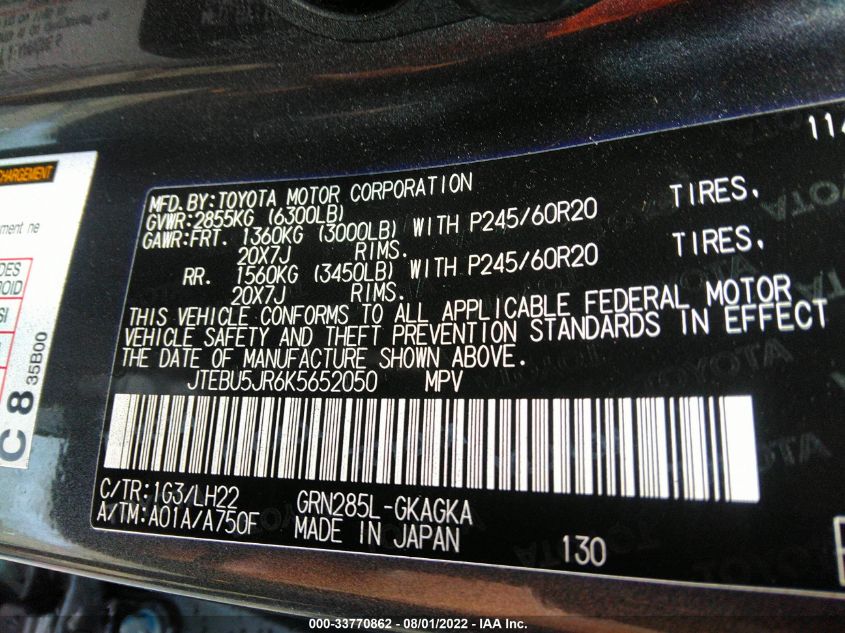 CHARGEMENT
114
MFD. BY:TOYOTA MOTOR CORPORATION
GVWR:2855KG (6300LB)
GAWR:FRT. 1360KG (3000LB) WITH P245/60R20 TIRES,
20X7J RIMS.
RR. 1560KG (3450LB) WITH P245/60R20 TIRES,
20X7J RIMS.
THIS VEHICLE CONFORMS TO ALL APPLICABLE FEDERAL MOTOR
VEHICLE SAFETY AND THEFT PREVENTION STANDARDS IN EFFECT
THE DATE OF MANUFACTURE SHOWN ABOVE.
JTEBU5JR6K5652050 MPV
C/TR:1G3/LH22 GRN285L-GKAGKA
A/TM:A01A/A750F MADE IN JAPAN 130
C 8
35B00
000-33770862 - 08/01/2022 - IAA Inc.